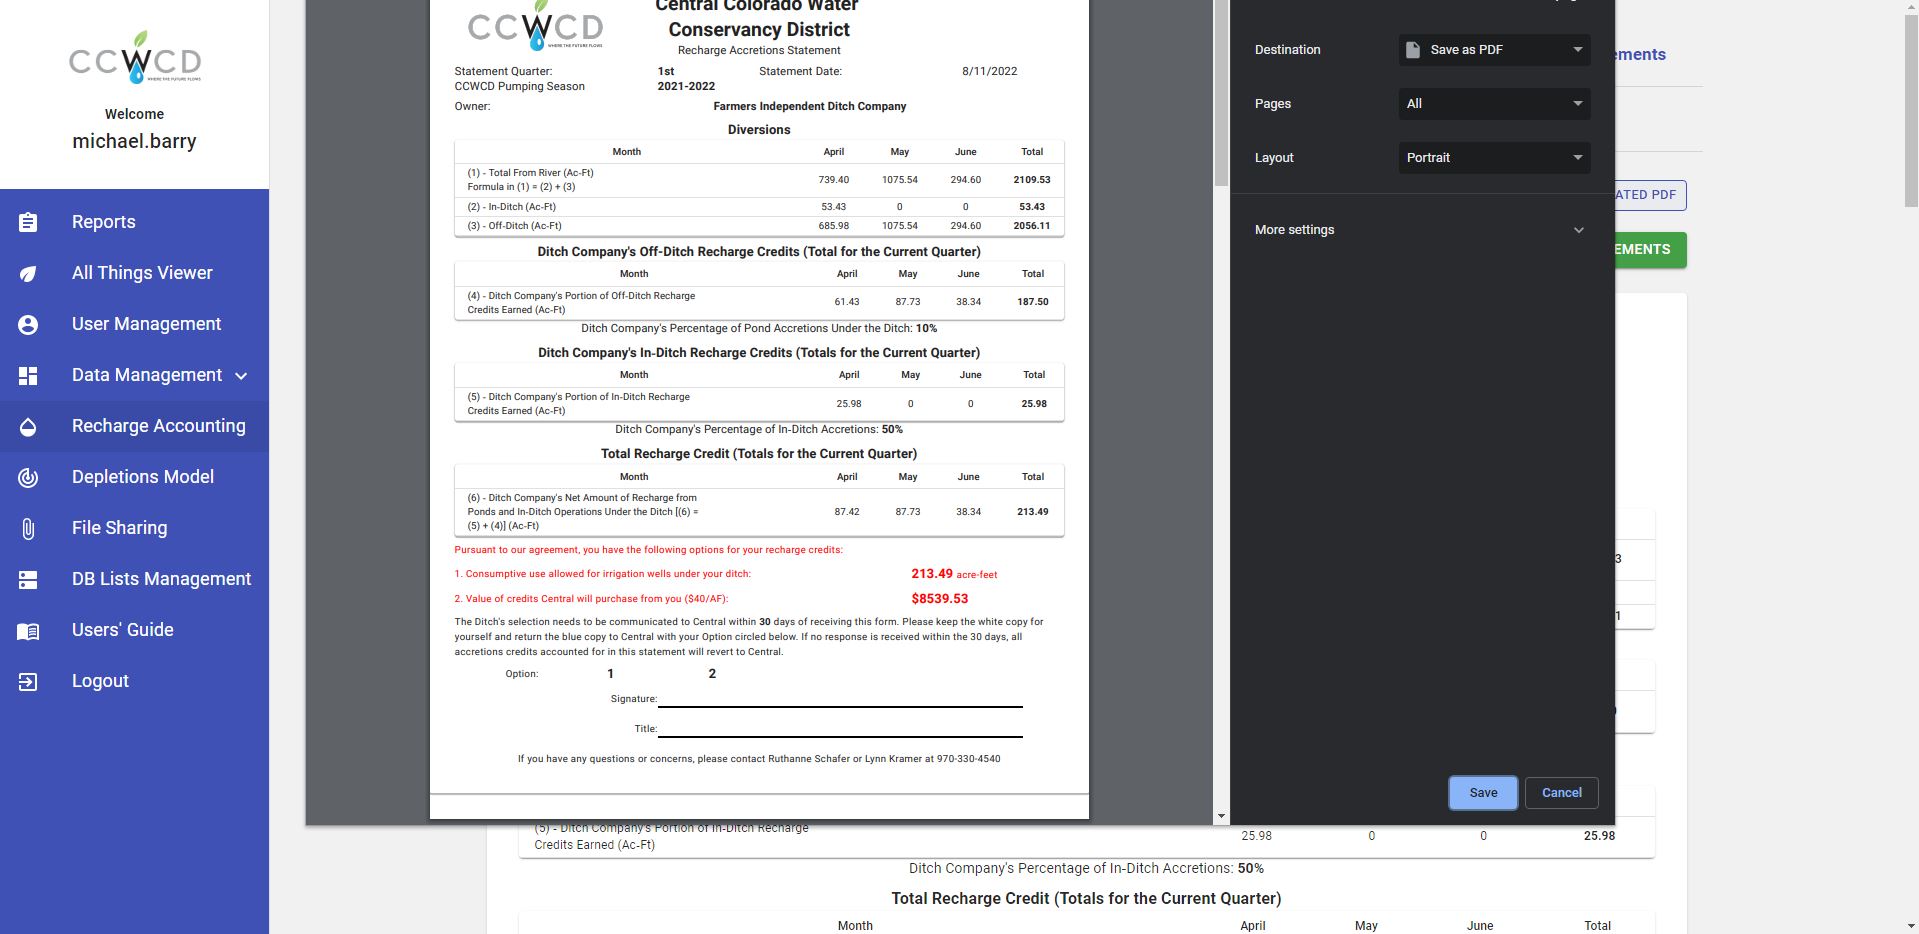 CCWCD
WHERE THE FUTURE FLOWS
Welcome
michael.barry
Reports
All Things Viewer
User Management
Data Management
Recharge Accounting
Depletions Model
File Sharing
DB Lists Management
Users' Guide
Logout
CCWCD
WHERE THE FUTURE FLOWS
Central Colorado Water
Conservancy District
Recharge Accretions Statement
Statement Quarter: 1st Statement Date: 8/11/2022
CCWCD Pumping Season 2021-2022
Owner: Farmers Independent Ditch Company
Diversions
Month April May June Total
(1) - Total From River (Ac-Ft)
Formula in (1) = (2) + (3)
739.40 1075.54 294.60 2109.53
(2) - In-Ditch (Ac-Ft) 53.43 0 0 53.43
(3) - Off-Ditch (Ac-Ft) 685.98 1075.54 294.60 2056.11
Ditch Company's Off-Ditch Recharge Credits (Total for the Current Quarter)
Month April May June Total
(4) - Ditch Company's Portion of Off-Ditch Recharge
Credits Earned (Ac-Ft)
61.43 87.73 38.34 187.50
Ditch Company's Percentage of Pond Accretions Under the Ditch: 10%
Ditch Company's In-Ditch Recharge Credits (Totals for the Current Quarter)
Month April May June Total
(5) - Ditch Company's Portion of In-Ditch Recharge
Credits Earned (Ac-Ft)
25.98 0 0 25.98
Ditch Company's Percentage of In-Ditch Accretions: 50%
Total Recharge Credit (Totals for the Current Quarter)
Month April May June Total
(6) - Ditch Company's Net Amount of Recharge from
Ponds and In-Ditch Operations Under the Ditch [(6) =
(5) + (4)] (Ac-Ft)
87.42 87.73 38.34 213.49
Pursuant to our agreement, you have the following options for your recharge credits:
1. Consumptive use allowed for irrigation wells under your ditch: 213.49 acre-feet
2. Value of credits Central will purchase from you ($40/AF): $8539.53
The Ditch's selection needs to be communicated to Central within 30 days of receiving this form. Please keep the white copy for
yourself and return the blue copy to Central with your Option circled below. If no response is received within the 30 days, all
accretions credits accounted for in this statement will revert to Central.
Option: 1 2
Signature:
Title:
If you have any questions or concerns, please contact Ruthanne Schafer or Lynn Kramer at 970-330-4540
Destination Save as PDF
Pages All
Layout Portrait
More settings
Save Cancel
ements
ATED PDF
EMENTS
3
1
(5) - Ditch Company's Portion of In-Ditch Recharge
Credits Earned (Ac-Ft)
25.98 0 0 25.98
Ditch Company's Percentage of In-Ditch Accretions: 50%
Total Recharge Credit (Totals for the Current Quarter)
Month April May June Total